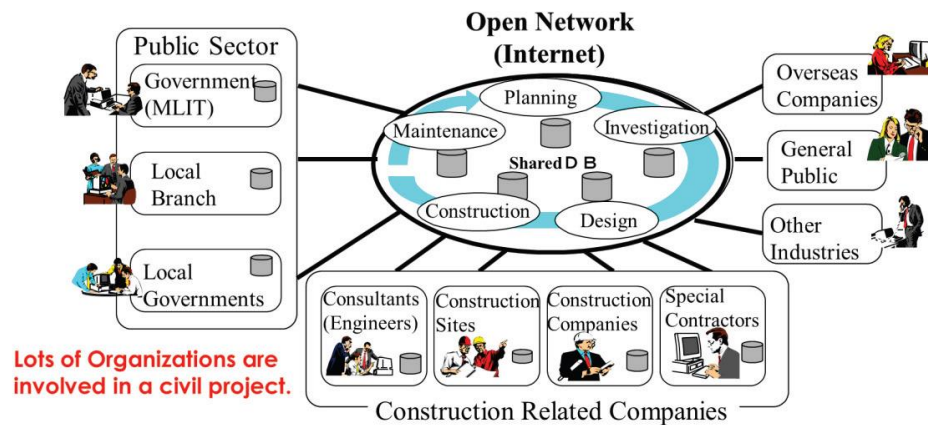 Open Network
(Internet)
Public Sector
Government
(MLIT)
Local
Branch
Local
Governments
Planning
Maintenance
Investigation
Shared D B
Construction
Design
Overseas
Companies
General
Public
Other
Industries
Consultants
(Engineers)
Construction
Sites
Construction
Companies
Special
Contractors
Construction Related Companies
Lots of Organizations are
involved in a civil project.